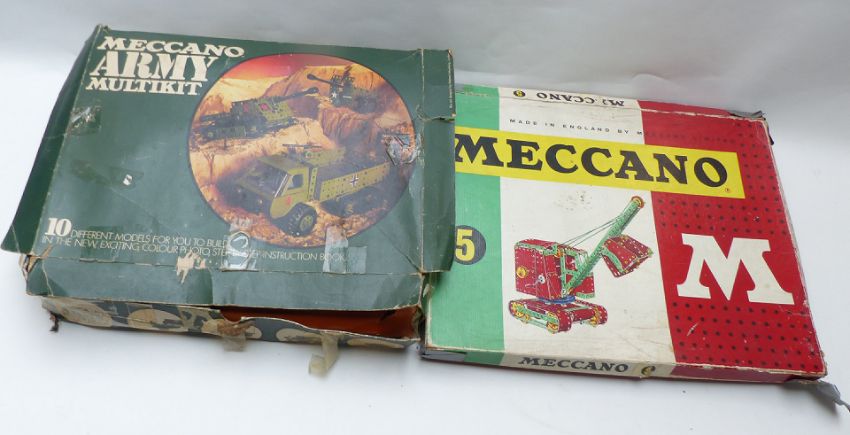 MECCANO
ARMY
MULTIKIT
10 DIFFERENT MODELS FOR YOU TO BUILD
IN THE NEW, EXCITING COLOUR PHOTO, STEP INSTRUCTION BOOK
MECCANO
MADE IN ENGLAND BY M
MECCANO
5
M
MECCANO